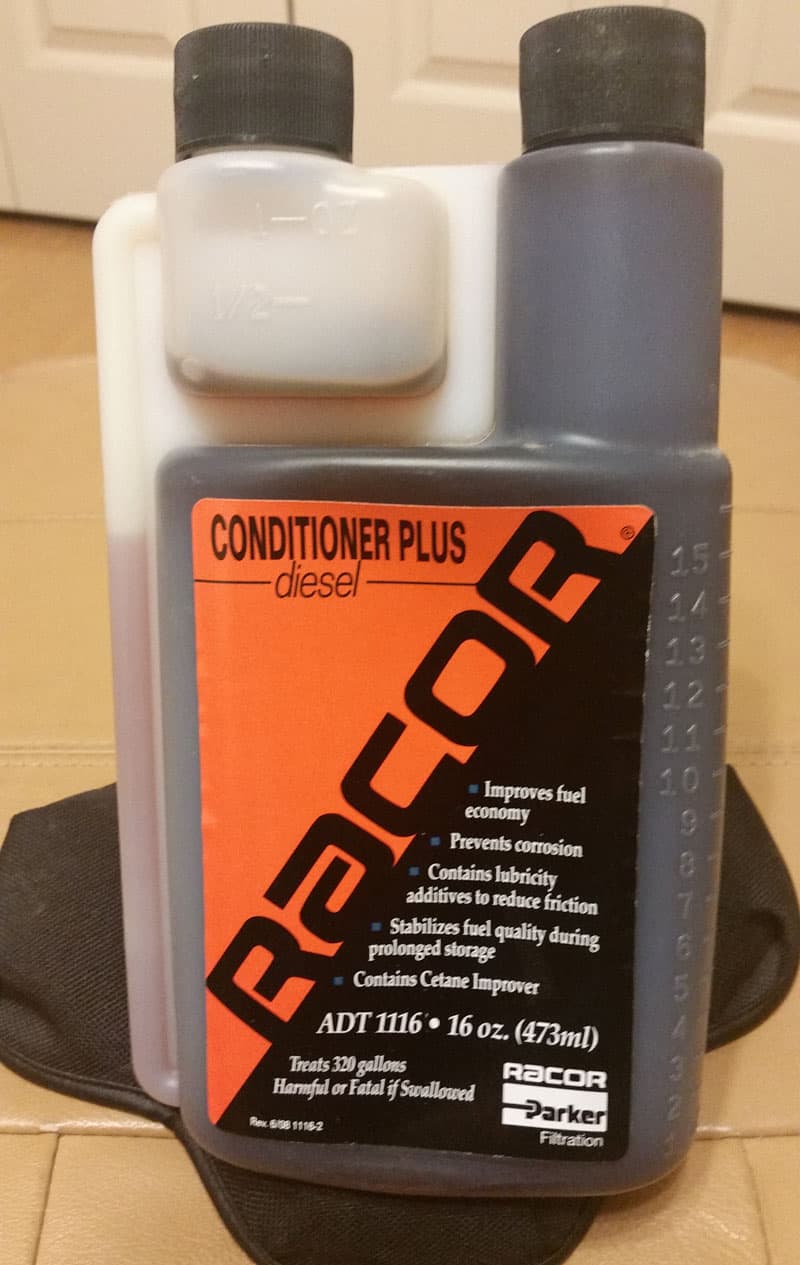 1—OZ
1/2—
CONDITIONER PLUS
diesel
©
RACOR
15
14
13
12
11
10
9
8
7
6
5
4
3
2
1
▪ Improves fuel
economy
▪ Prevents corrosion
▪ Contains lubricity
additives to reduce friction
▪ Stabilizes fuel quality during
prolonged storage
▪ Contains Cetane Improver
ADT 1116 • 16 oz. (473ml)
Treats 320 gallons
Harmful or Fatal if Swallowed
RACOR
Parker
Filtration
Rev. 6/98 1116-2